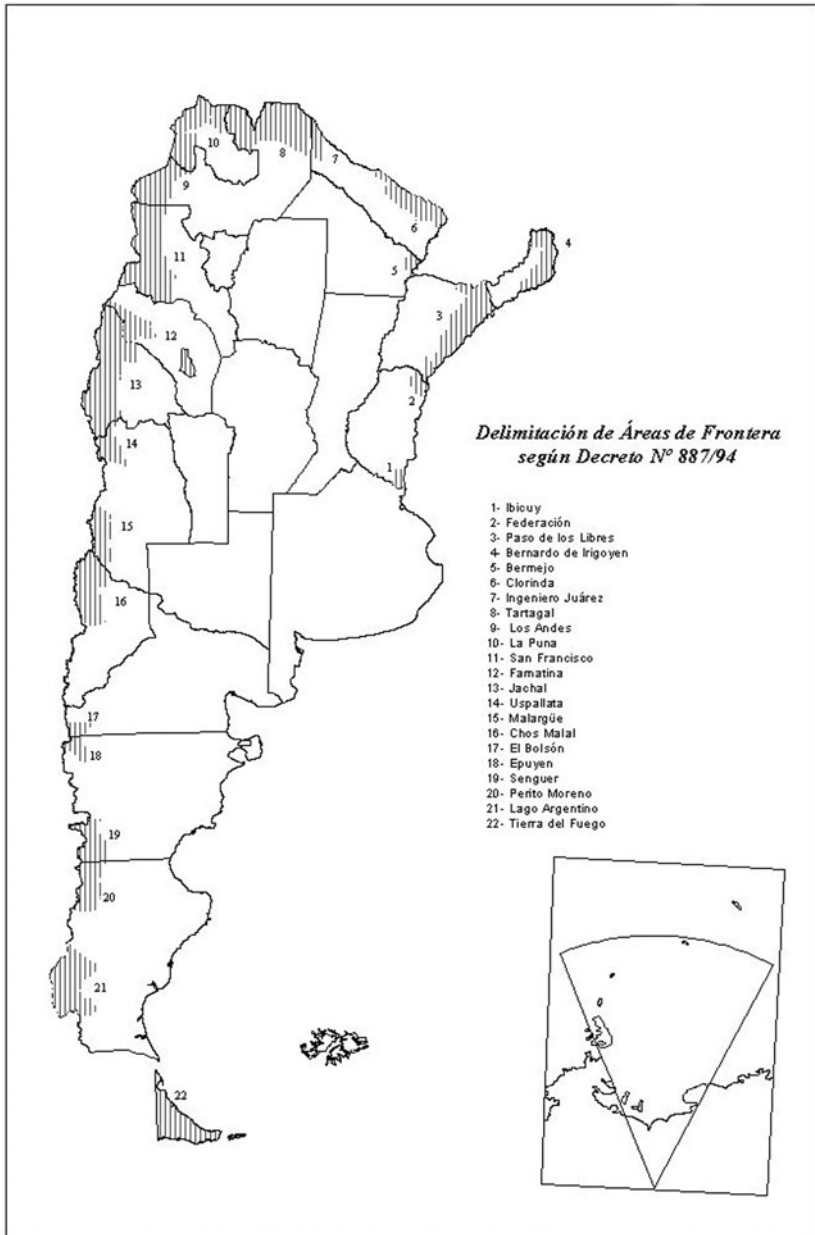 10
8
7
9
6
4
11
5
3
12
13
2
14
Delimitación de Áreas de Frontera
según Decreto Nº 887/94
1
15
1- Ibicuy
2- Federación
3- Paso de los Libres
4- Bernardo de Irigoyen
5- Bermejo
6- Clorinda
7- Ingeniero Juárez
8- Tartagal
9- Los Andes
10- La Puna
11- San Francisco
12- Famatina
13- Jachal
14- Uspallata
15- Malargüe
16- Chos Malal
17- El Bolsón
18- Epuyen
19- Senguer
20- Perito Moreno
21- Lago Argentino
22- Tierra del Fuego
16
17
18
19
20
21
22